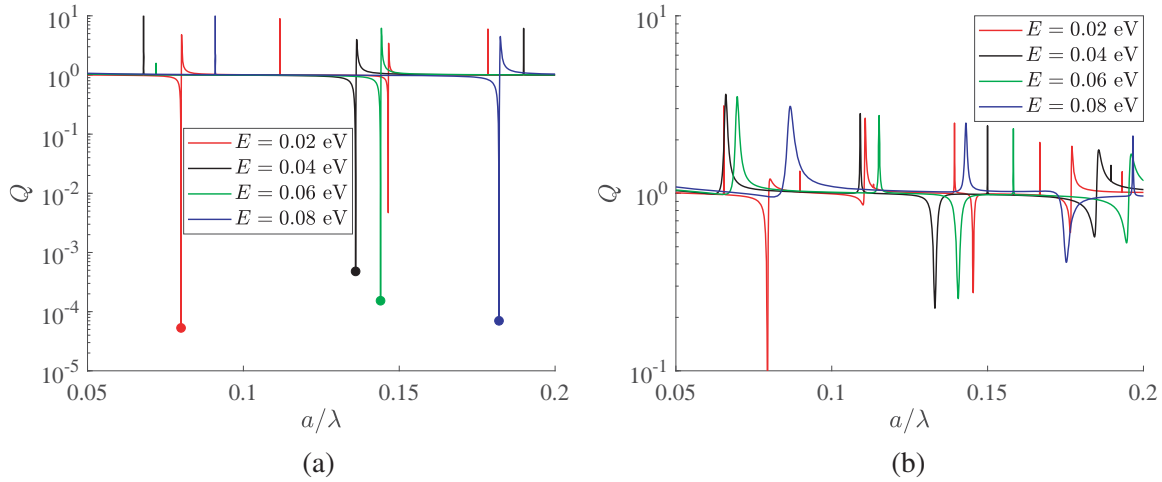 10^1
10^0
10^-1
10^-2
10^-3
10^-4
10^-5
Q
E = 0.02 eV
E = 0.04 eV
E = 0.06 eV
E = 0.08 eV
0.05
0.1
0.15
0.2
a/λ
(a)
10^1
10^0
10^-1
Q
E = 0.02 eV
E = 0.04 eV
E = 0.06 eV
E = 0.08 eV
0.05
0.1
0.15
0.2
a/λ
(b)